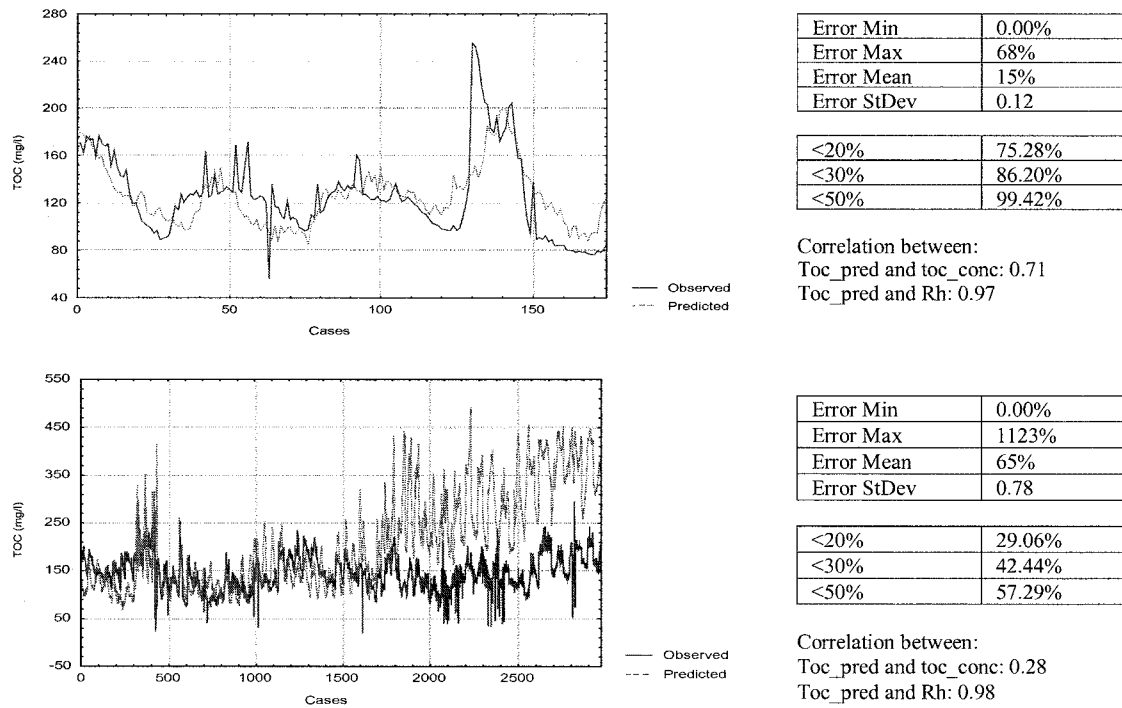 280
240
200
160
120
80
40
TOC (mg/l)
0
50
100
150
Cases
Observed
Predicted
Error Min 0.00%
Error Max 68%
Error Mean 15%
Error StDev 0.12
<20% 75.28%
<30% 86.20%
<50% 99.42%
Correlation between:
Toc_pred and toc_conc: 0.71
Toc_pred and Rh: 0.97
550
450
350
250
150
50
-50
TOC (mg/l)
0
500
1000
1500
2000
2500
Cases
Observed
Predicted
Error Min 0.00%
Error Max 1123%
Error Mean 65%
Error StDev 0.78
<20% 29.06%
<30% 42.44%
<50% 57.29%
Correlation between:
Toc_pred and toc_conc: 0.28
Toc_pred and Rh: 0.98